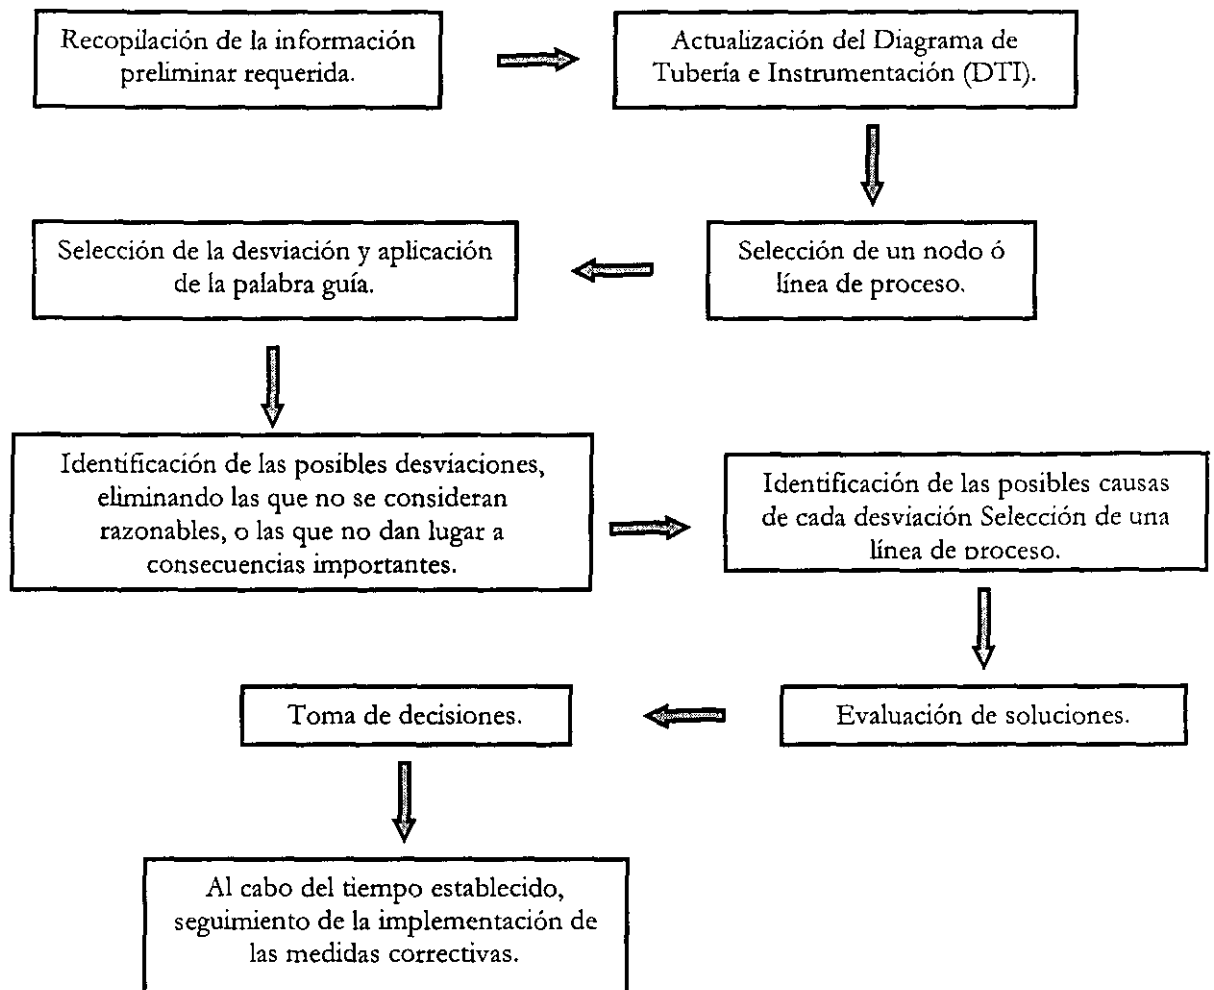 Recopilación de la información
preliminar requerida.
Actualización del Diagrama de
Tubería e Instrumentación (DTI).
Selección de la desviación y aplicación
de la palabra guía.
Selección de un nodo ó
línea de proceso.
Identificación de las posibles desviaciones,
eliminando las que no se consideran
razonables, o las que no dan lugar a
consecuencias importantes.
Identificación de las posibles causas
de cada desviación Selección de una
línea de proceso.
Toma de decisiones.
Evaluación de soluciones.
Al cabo del tiempo establecido,
seguimiento de la implementación de
las medidas correctivas.